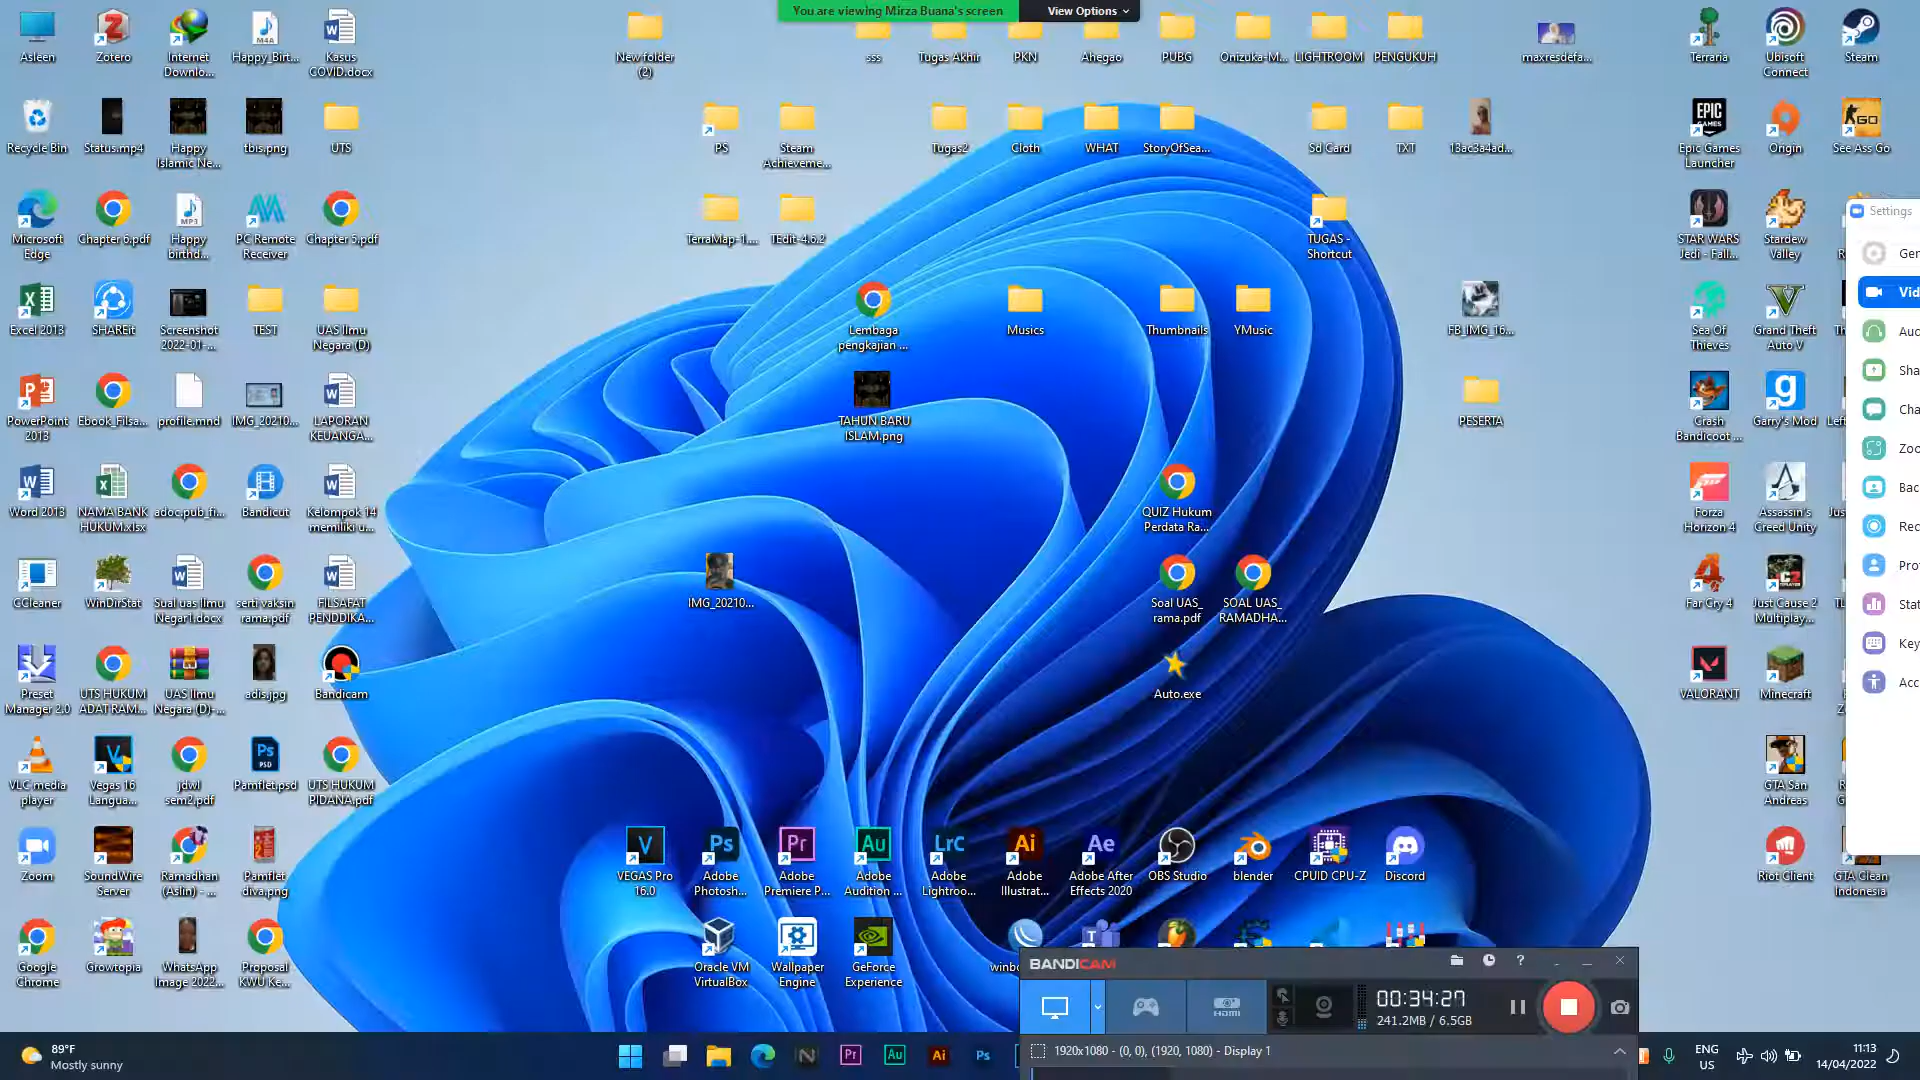 You are viewing Mirza Buana's screen
View Options
Asleen
Zotero
Internet
Downlo...
Happy_Birt...
Kasus
COVID.docx
New folder
(2)
sss
Tugas Akhir
PKN
Ahegao
PUBG
Onizuka-M...
LIGHTROOM
PENGUKUH
maxresdefa...
Terraria
Ubisoft
Connect
Steam
Recycle Bin
Status.mp4
Happy
Islamic Ne...
tbis.png
UTS
PS
Steam
Achieveme...
Tugas2
Cloth
WHAT
StoryOfSea...
Sd Card
TXT
13ac3a4ad...
Epic Games
Launcher
Origin
See Ass Go
Microsoft
Edge
Chapter 6.pdf
Happy
birthd...
PC Remote
Receiver
Chapter 5.pdf
TerraMap-1....
TEdit-4.6.2
TUGAS -
Shortcut
STAR WARS
Jedi - Fall...
Stardew
Valley
Settings
Excel 2013
SHAREit
Screenshot
2022-01-...
TEST
UAS Ilmu
Negara (D)
Lembaga
pengkajian ...
Musics
Thumbnails
YMusic
FB_IMG_16...
Sea Of
Thieves
Grand Theft
Auto V
PowerPoint
2013
Ebook_Filsa...
profile.mnd
IMG_20210...
LAPORAN
KEUANGA...
TAHUN BARU
ISLAM.png
PESERTA
Crash
Bandicoot ...
Garry's Mod
Word 2013
NAMA BANK
HUKUM.xlsx
adoc.pub_fi...
Bandicut
Kelompok 14
memiliki u...
QUIZ Hukum
Perdata Ra...
Forza
Horizon 4
Assassin's
Creed Unity
CCleaner
WinDirStat
Sual uas Ilmu
Negar1.docx
serti vaksin
rama.pdf
FILSAFAT
PENDDIKA...
IMG_20210...
Soal UAS_
rama.pdf
SOAL UAS_
RAMADHA...
Far Cry 4
Just Cause 2
Multiplay...
Preset
Manager 2.0
UTS HUKUM
ADAT RAM...
UAS Ilmu
Negara (D)-...
adis.jpg
Bandicam
Auto.exe
VALORANT
Minecraft
VLC media
player
Vegas 16
Langua...
jdwl
sem2.pdf
Pamflet.psd
UTS HUKUM
PIDANA.pdf
GTA San
Andreas
Zoom
SoundWire
Server
Ramadhan
(Aslin) - ...
Pamflet
diva.png
VEGAS Pro
16.0
Adobe
Photosh...
Adobe
Premiere P...
Adobe
Audition ...
Adobe
Lightroo...
Adobe
Illustrat...
Adobe After
Effects 2020
OBS Studio
blender
CPUID CPU-Z
Discord
Riot Client
GTA Clean
Indonesia
Google
Chrome
Growtopia
WhatsApp
Image 2022...
Proposal
KWU Ke...
Oracle VM
VirtualBox
Wallpaper
Engine
GeForce
Experience
BANDICAM
00:34:27
241.2MB / 6.5GB
1920x1080 - (0, 0), (1920, 1080) - Display 1
89°F
Mostly sunny
ENG
US
11:13
14/04/2022